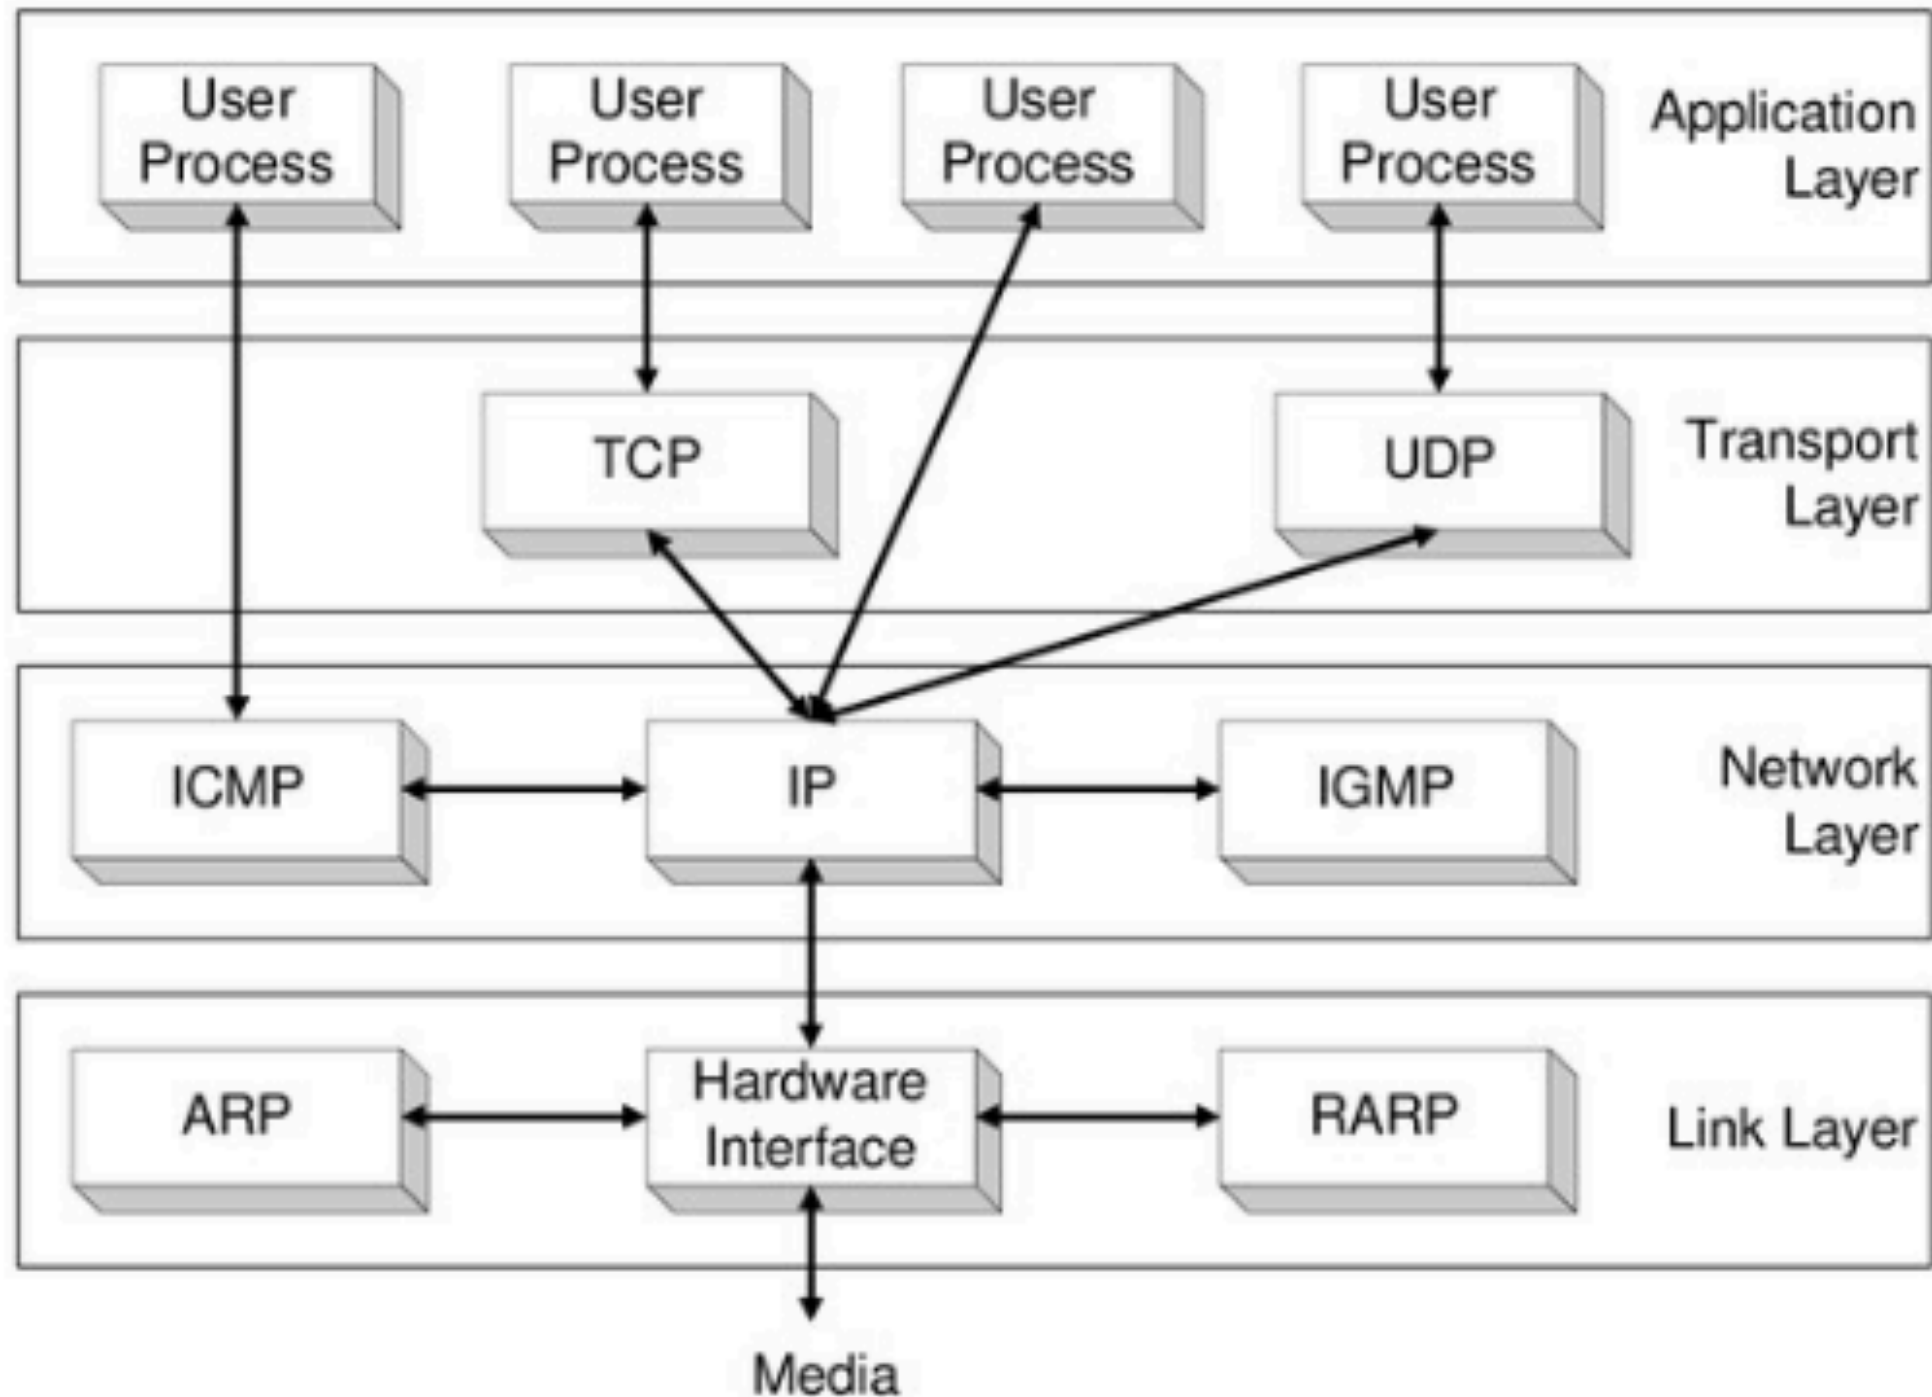 User
Process
User
Process
User
Process
User
Process
Application
Layer
TCP
UDP
Transport
Layer
ICMP
IP
IGMP
Network
Layer
ARP
Hardware
Interface
RARP
Link Layer
Media